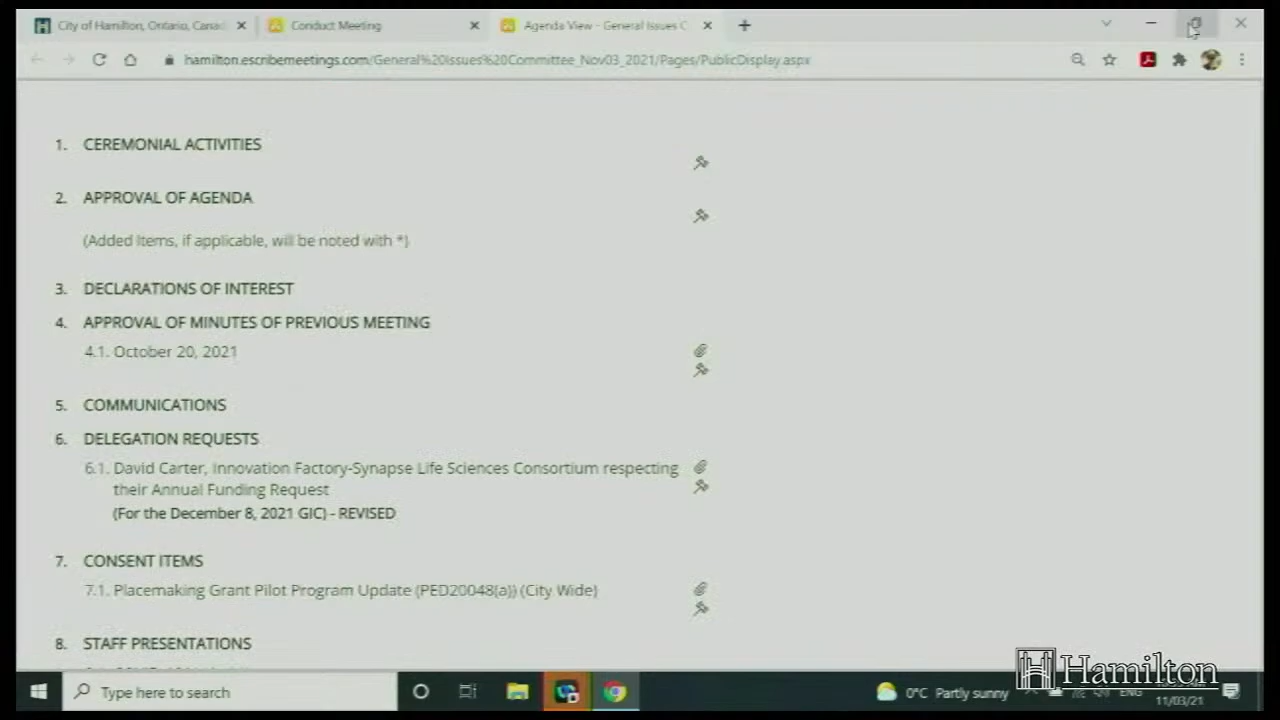 City of Hamilton, Ontario, Canad
Conduct Meeting
Agenda View - General Issues C
hamilton.escribemeetings.com/General%20Issues%20Committee_Nov03_2021/Pages/PublicDisplay.aspx
1. CEREMONIAL ACTIVITIES
2. APPROVAL OF AGENDA
(Added Items, if applicable, will be noted with *)
3. DECLARATIONS OF INTEREST
4. APPROVAL OF MINUTES OF PREVIOUS MEETING
4.1. October 20, 2021
5. COMMUNICATIONS
6. DELEGATION REQUESTS
6.1. David Carter, Innovation Factory-Synapse Life Sciences Consortium respecting
their Annual Funding Request
(For the December 8, 2021 GIC) - REVISED
7. CONSENT ITEMS
7.1. Placemaking Grant Pilot Program Update (PED20048(a)) (City Wide)
8. STAFF PRESENTATIONS
Hamilton
Type here to search
0°C Partly sunny
ENG
11/03/21